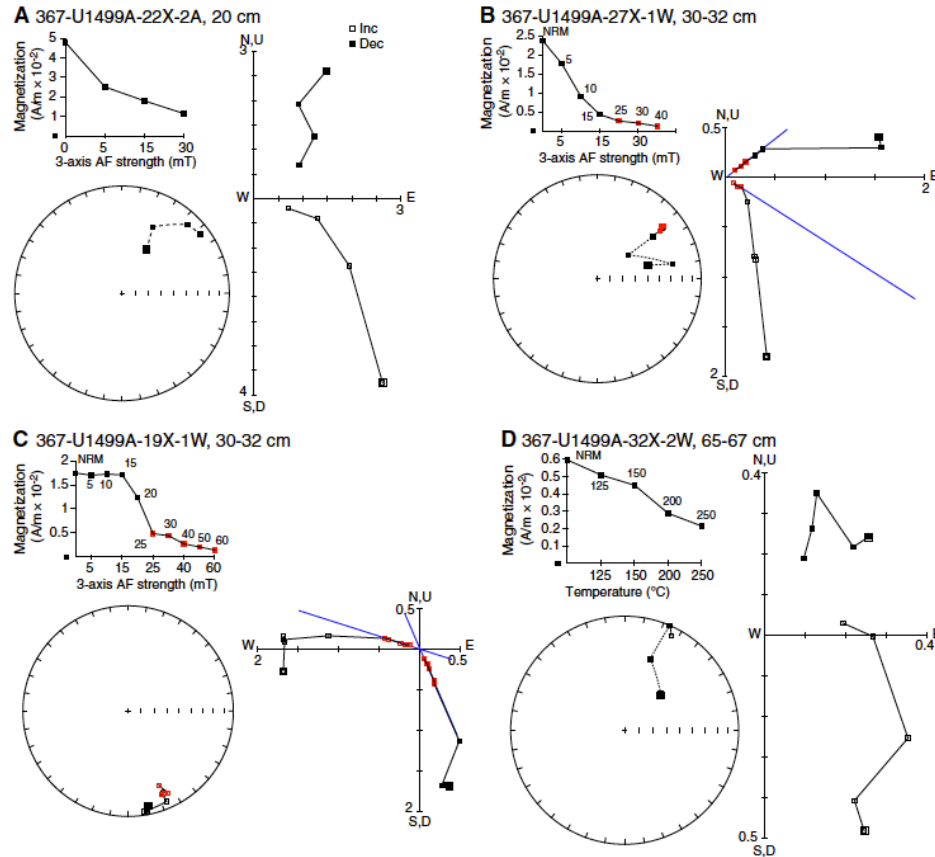 A 367-U1499A-22X-2A, 20 cm
Magnetization
(A/m × 10-2)
5
4
3
2
1
0
5
15
30
3-axis AF strength (mT)
□ Inc
■ Dec
N,U
3
W
E
3
4
S,D
B 367-U1499A-27X-1W, 30-32 cm
Magnetization
(A/m × 10-2)
2.5
2
1.5
1
0.5
NRM
5
10
15
25
30
40
5
15
30
3-axis AF strength (mT)
N,U
0.5
W
E
2
2
S,D
C 367-U1499A-19X-1W, 30-32 cm
Magnetization
(A/m × 10-2)
2
1.5
1
0.5
NRM
5
10
15
20
25
30
40
50
60
5
15
25
40
60
3-axis AF strength (mT)
N,U
0.5
W
E
2
0.5
2
S,D
D 367-U1499A-32X-2W, 65-67 cm
Magnetization
(A/m × 10-2)
0.6
0.5
0.4
0.3
0.2
0.1
NRM
125
150
200
250
125
150
200
250
Temperature (°C)
N,U
0.4
W
E
0.4
0.5
S,D